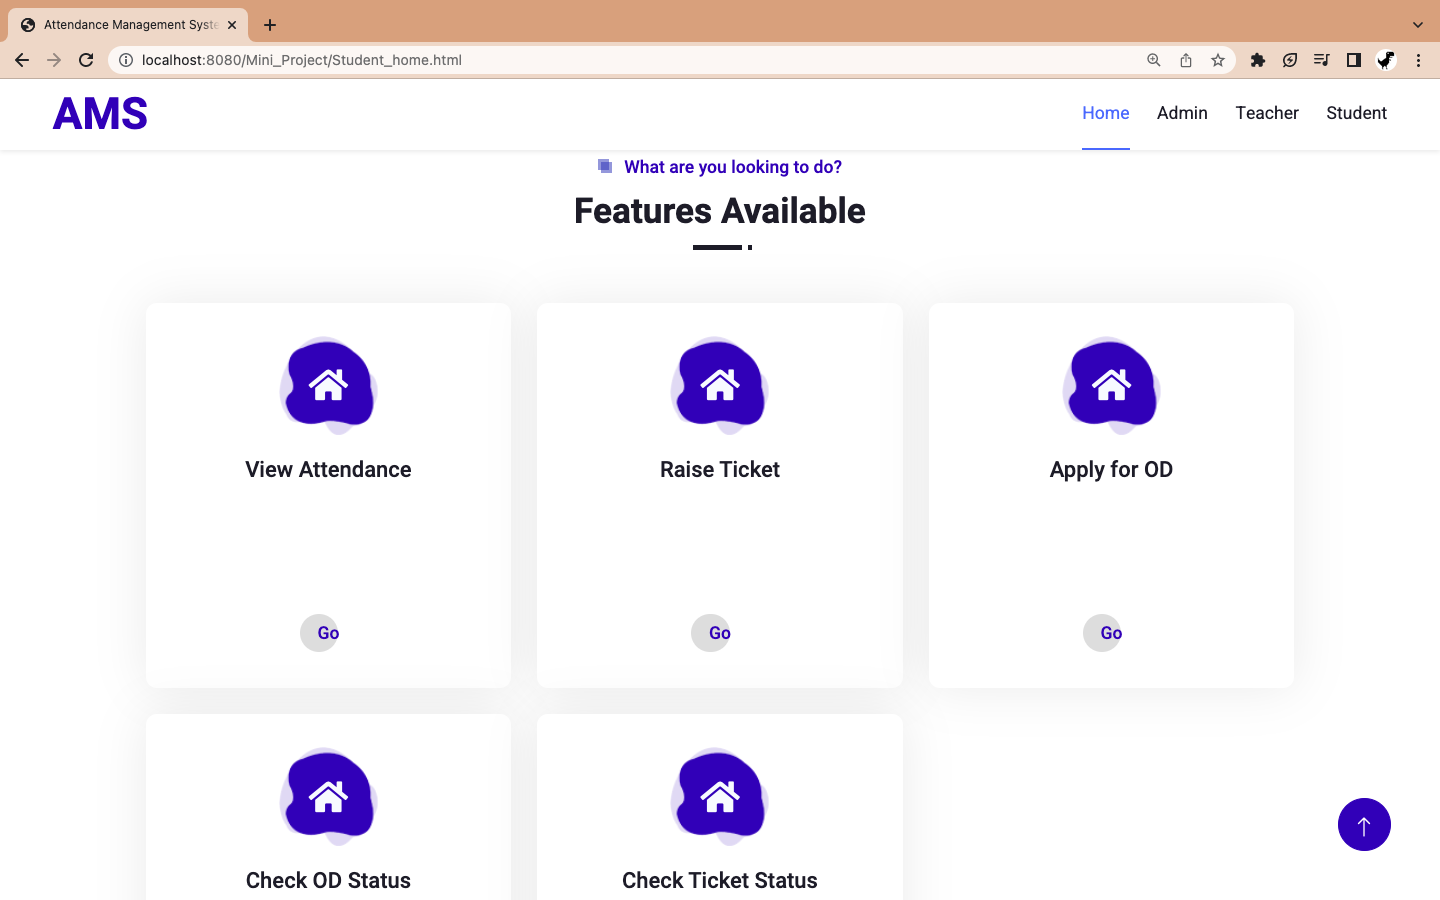 Attendance Management Syste
localhost:8080/Mini_Project/Student_home.html
AMS
Home Admin Teacher Student
What are you looking to do?
Features Available
View Attendance
Go
Raise Ticket
Go
Apply for OD
Go
Check OD Status
Check Ticket Status